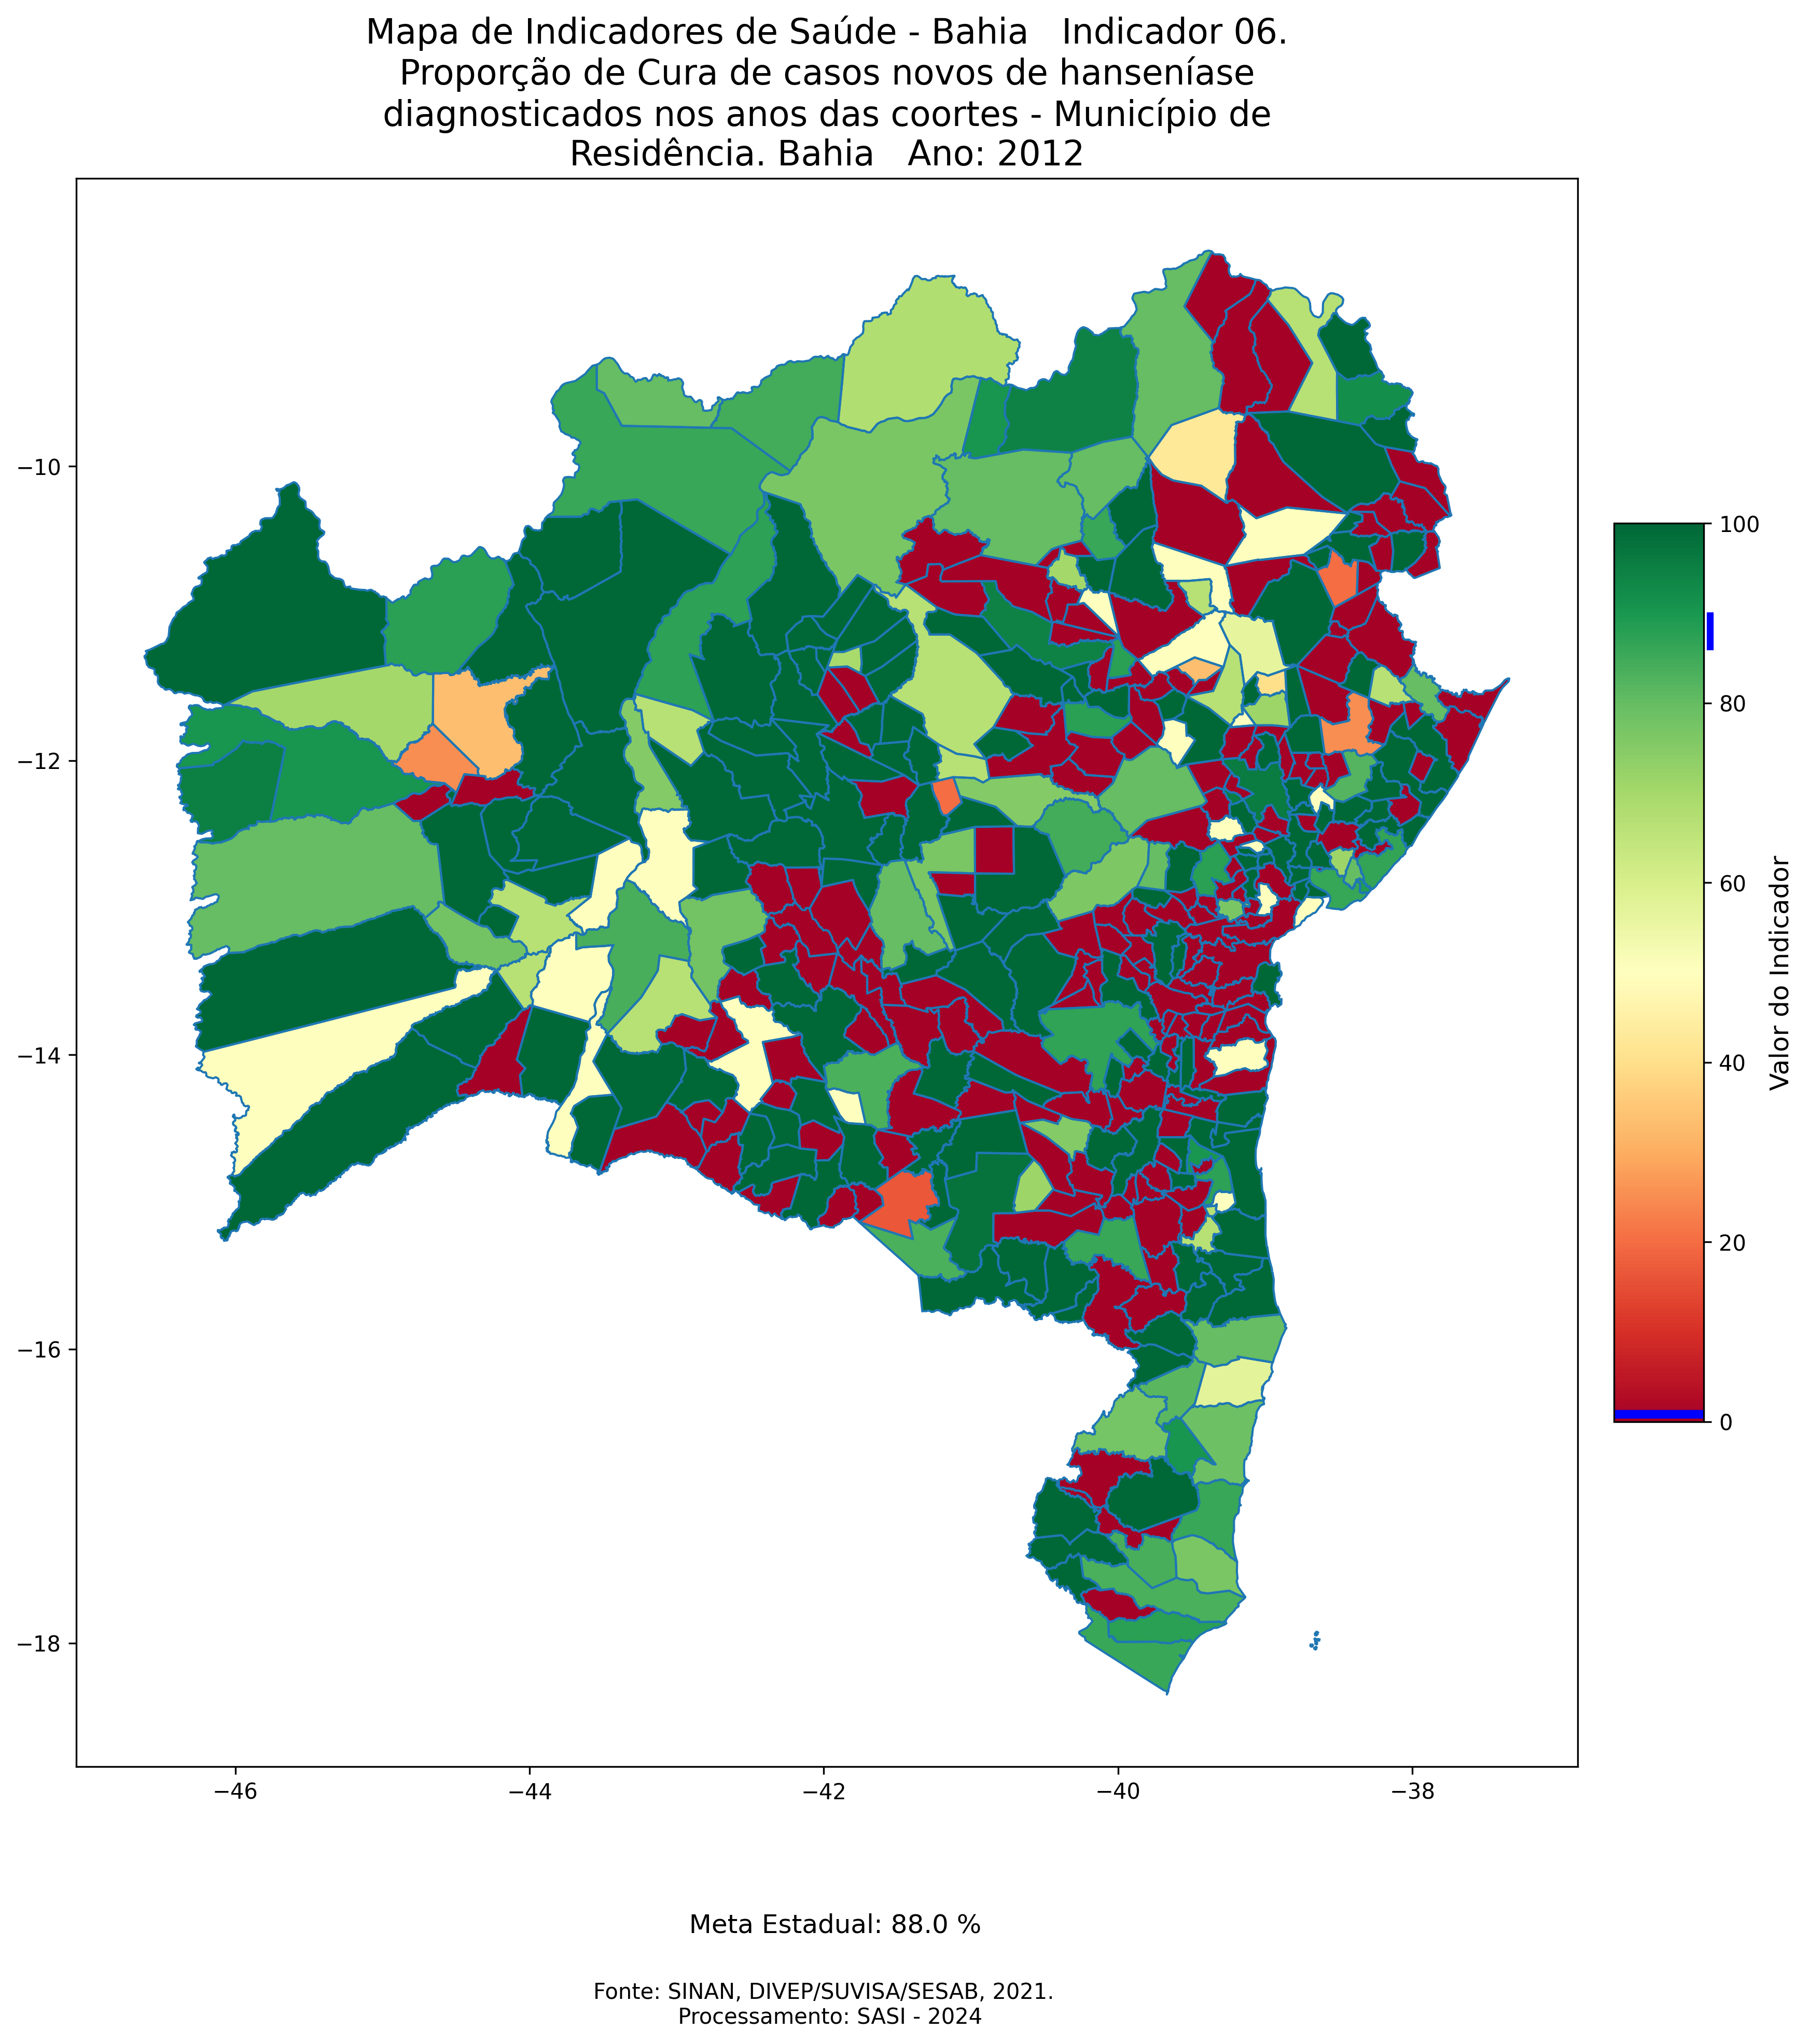 Mapa de Indicadores de Saúde - Bahia   Indicador 06.
Proporção de Cura de casos novos de hanseníase
diagnosticados nos anos das coortes - Município de
Residência. Bahia   Ano: 2012
−10
−12
−14
−16
−18
−46
−44
−42
−40
−38
100
80
60
40
20
0
Valor do Indicador
Meta Estadual: 88.0 %
Fonte: SINAN, DIVEP/SUVISA/SESAB, 2021.
Processamento: SASI - 2024